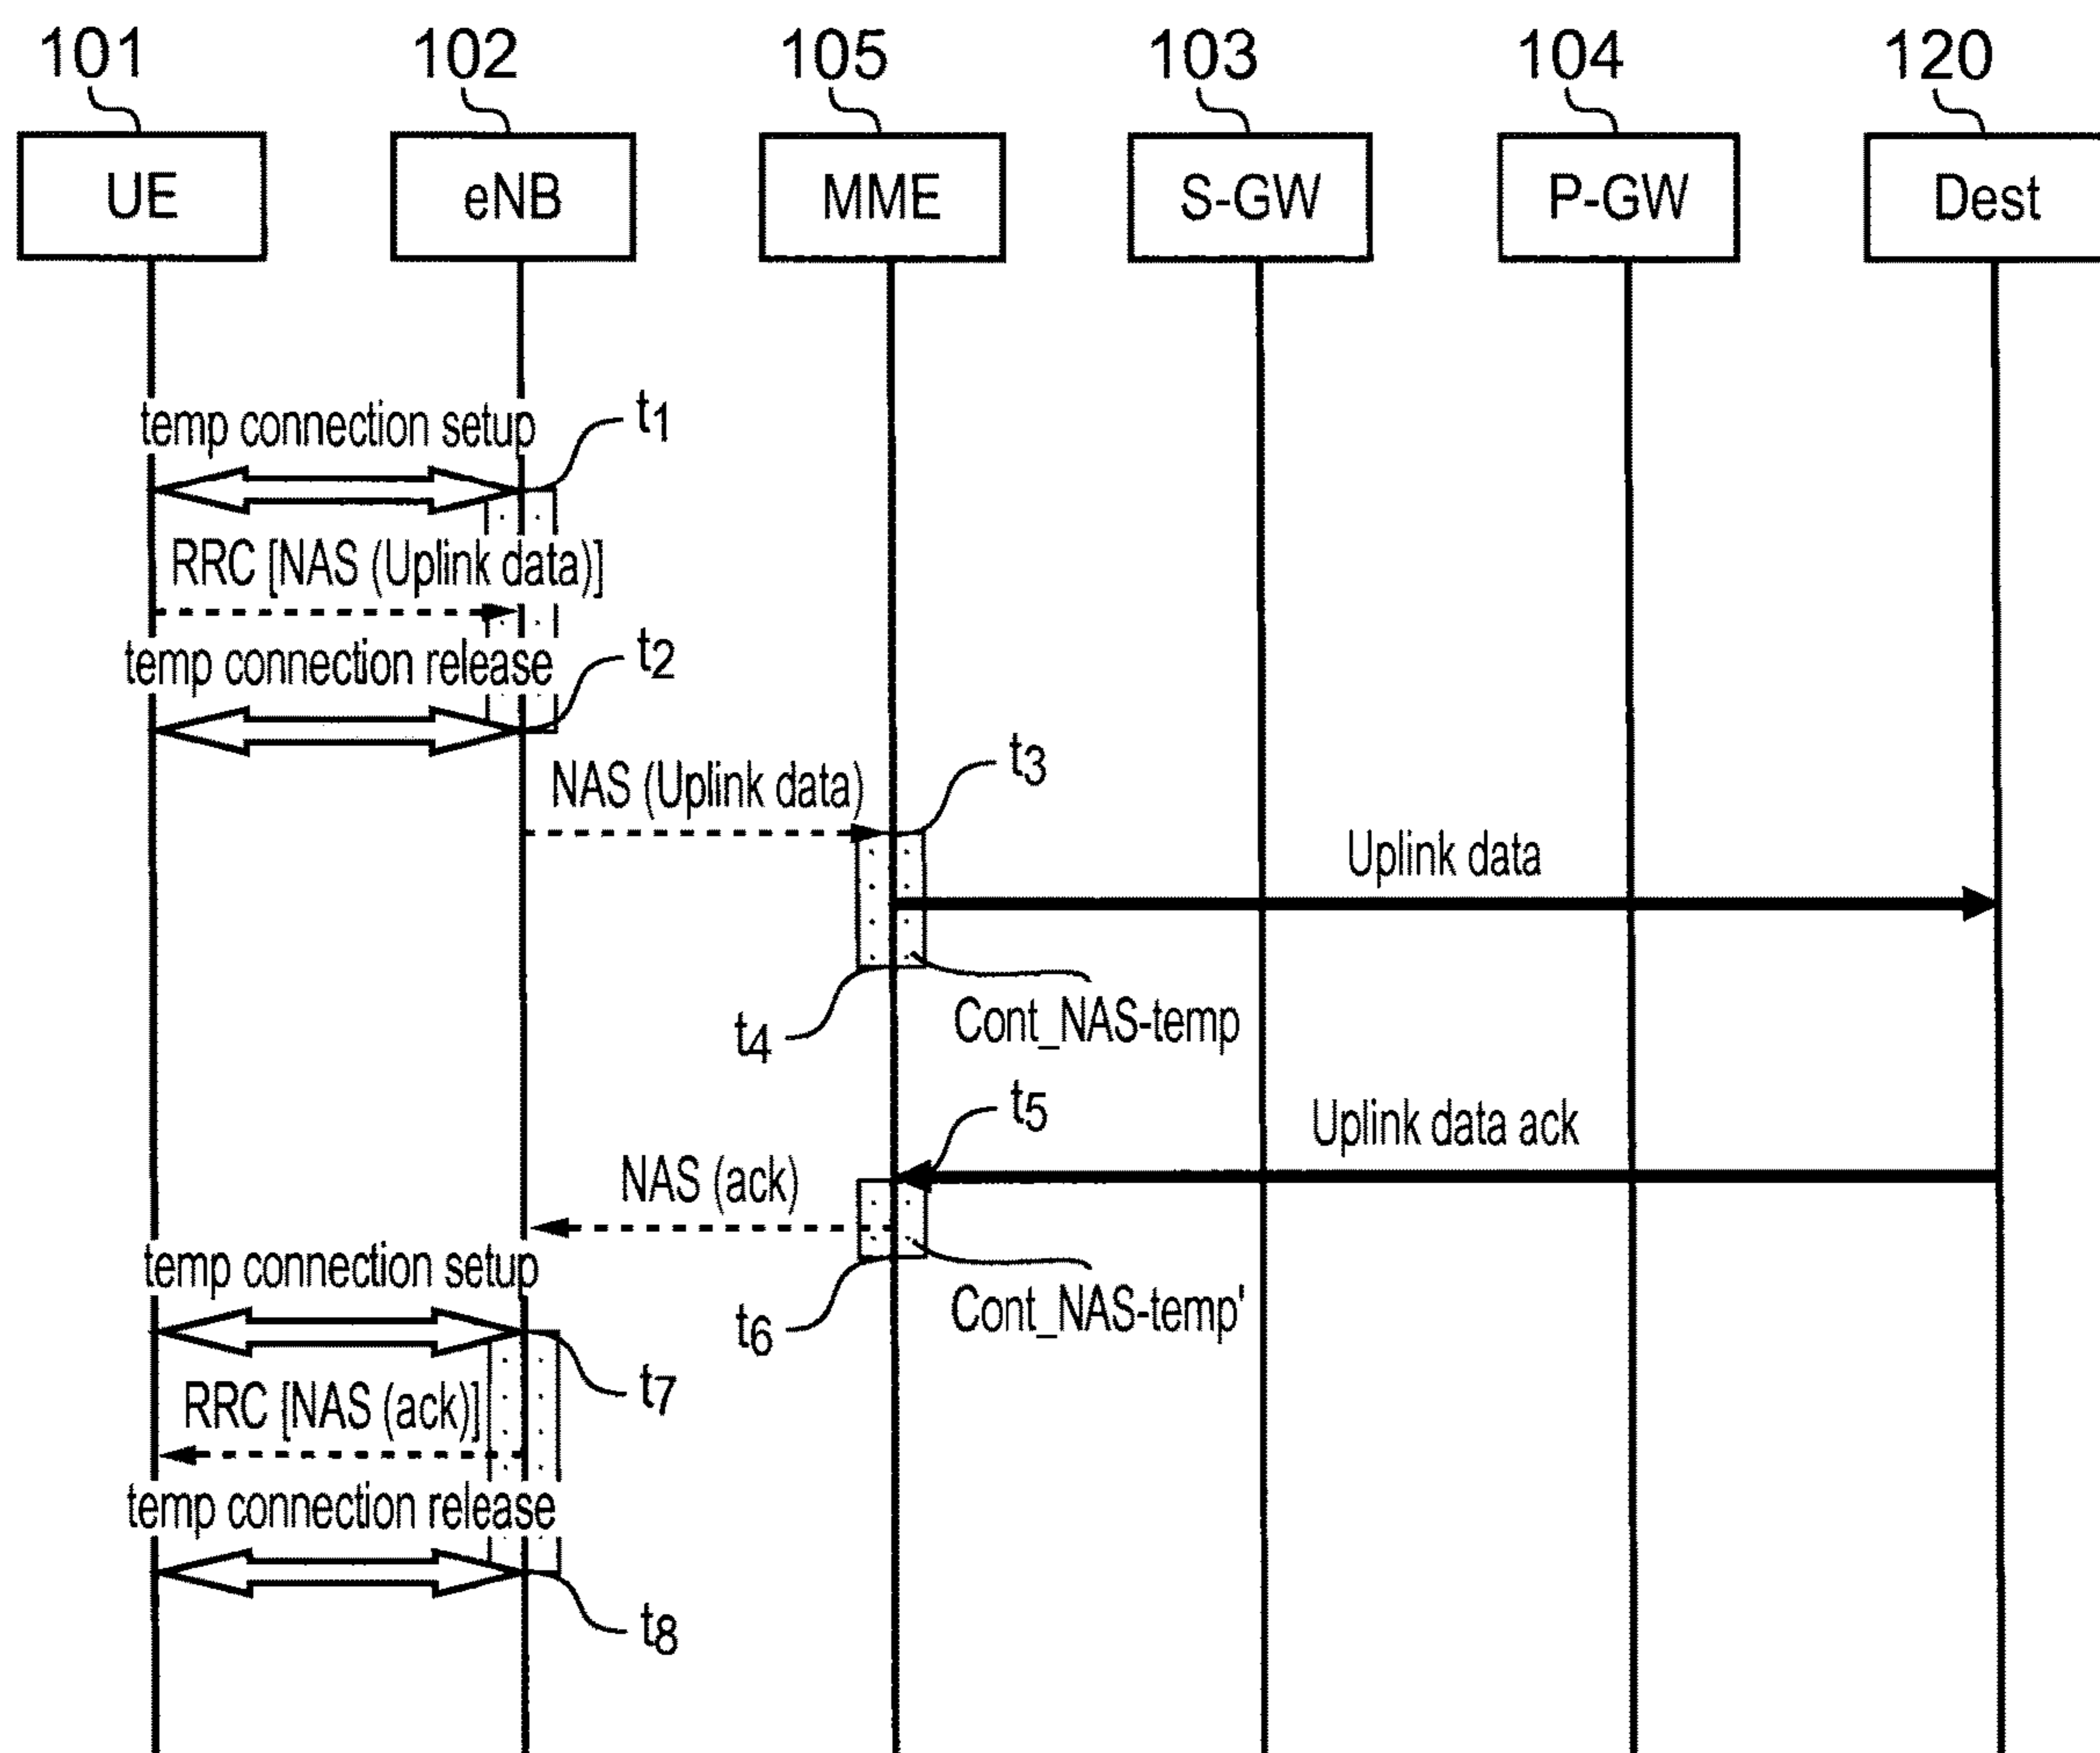 101 102 105 103 104 120
UE eNB MME S-GW P-GW Dest
temp connection setup t1
RRC [NAS (Uplink data)]
temp connection release t2
NAS (Uplink data) t3
Uplink data
t4 Cont_NAS-temp
t5 Uplink data ack
NAS (ack)
temp connection setup
t6 Cont_NAS-temp'
t7
RRC [NAS (ack)]
temp connection release
t8